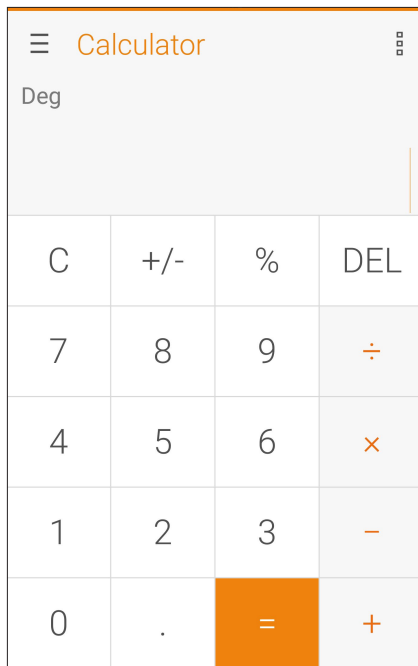 Calculator
Deg
C +/- % DEL
7 8 9 ÷
4 5 6 ×
1 2 3 −
0 . = +